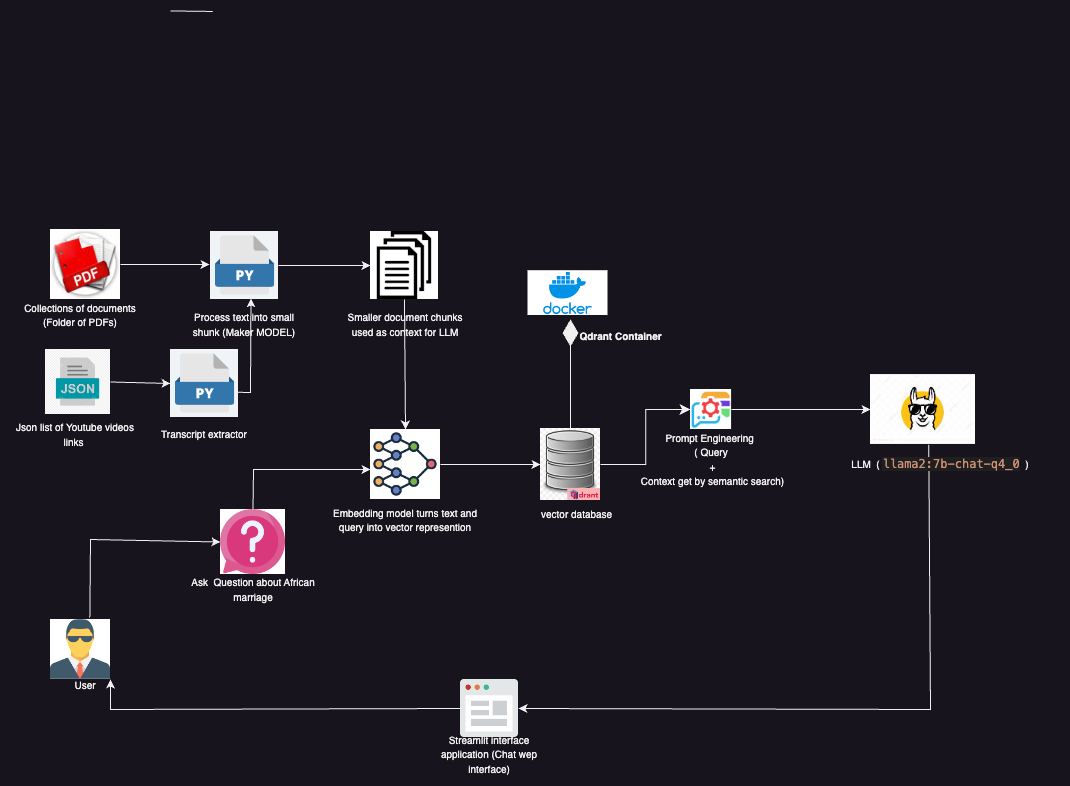 PDF
Collections of documents
(Folder of PDFs)
PY
Process text into small
shunk (Maker MODEL)
Smaller document chunks
used as context for LLM
docker
Qdrant Container
JSON
Json list of Youtube videos
links
PY
Transcript extractor
Embedding model turns text and
query into vector represention
drant
vector database
Prompt Engineering
( Query
+
Context get by semantic search)
LLM ( llama2:7b-chat-q4_0 )
?
Ask Question about African
marriage
User
Streamlit interface
application (Chat wep
interface)